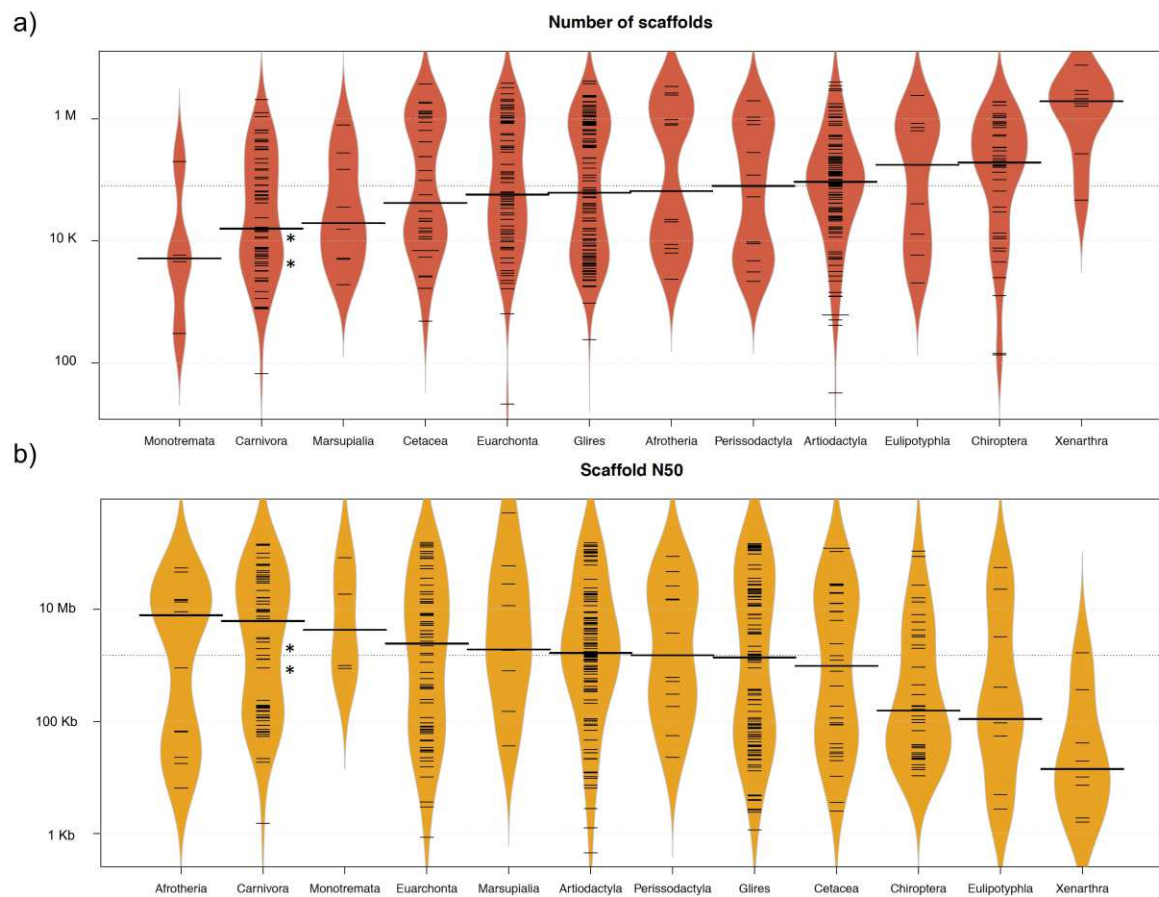 a)
Number of scaffolds
1 M
10 K
100
Monotremata Carnivora Marsupialia Cetacea Euarchonta Glires Afrotheria Perissodactyla Artiodactyla Eulipotyphla Chiroptera Xenarthra
*
*
b)
Scaffold N50
10 Mb
100 Kb
1 Kb
Afrotheria Carnivora Monotremata Euarchonta Marsupialia Artiodactyla Perissodactyla Glires Cetacea Chiroptera Eulipotyphla Xenarthra
*
*